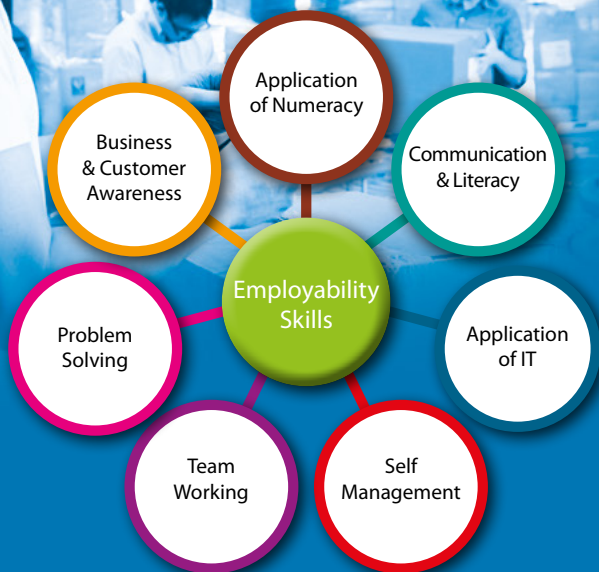 Application
of Numeracy
Business
& Customer
Awareness
Communication
& Literacy
Employability
Skills
Problem
Solving
Application
of IT
Team
Working
Self
Management